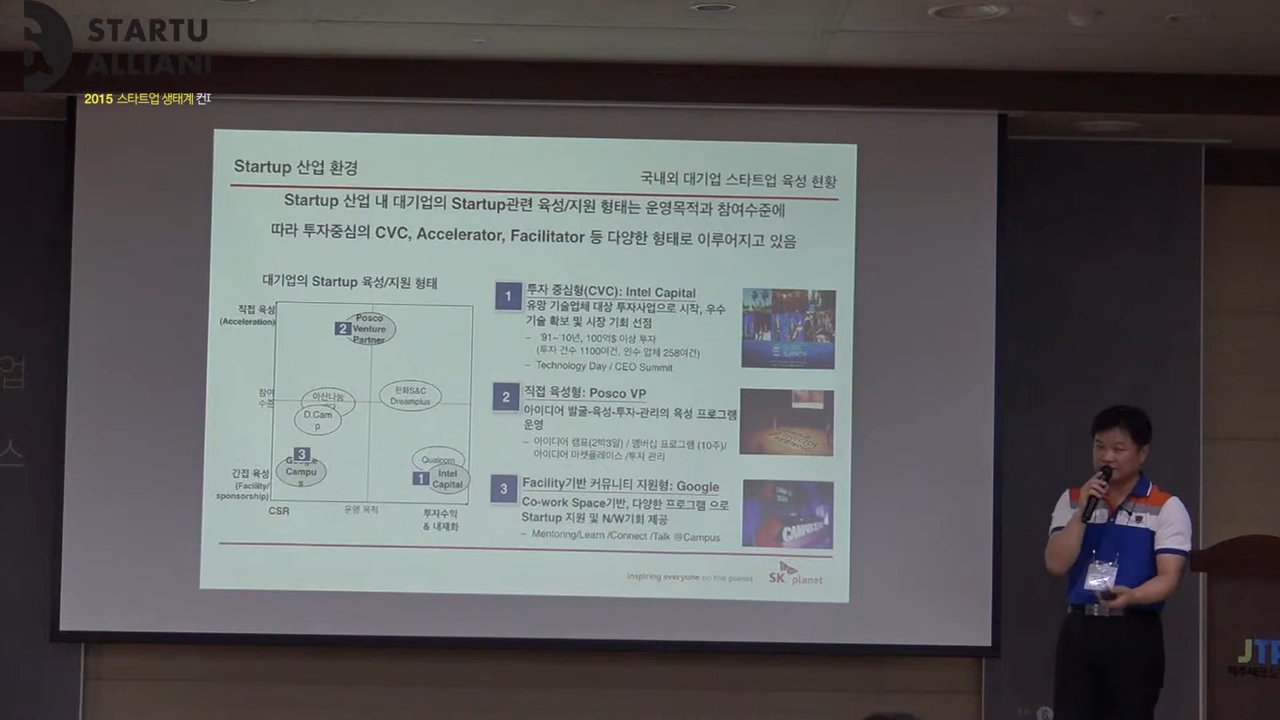 STARTU
ALLIAN
2015 스타트업 생태계 컨
Startup 산업 환경
국내외 대기업 스타트업 육성 현황
Startup 산업 내 대기업의 Startup관련 육성/지원 형태는 운영목적과 참여수준에
따라 투자중심의 CVC, Accelerator, Facilitator 등 다양한 형태로 이루어지고 있음
대기업의 Startup 육성/지원 형태
직접 육성
(Acceleration)
2
Posco
Venture
Partner
참여
수준
아산나눔
한화S&C
Dreamplus
D.Cam
p
3
Campu
s
Qualcom
1
Intel
Capital
간접 육성
(Facility/
sponsorship)
CSR
운영 목적
투자수익
& 내재화
1
투자 중심형(CVC): Intel Capital
유망 기술업체 대상 투자사업으로 시작, 우수
기술 확보 및 시장 기회 선점
– '91~'10년, 100억$ 이상 투자
(투자 건수 1100여건, 인수 업체 258여건)
– Technology Day / CEO Summit
2
직접 육성형: Posco VP
아이디어 발굴-육성-투자-관리의 육성 프로그램
운영
– 아이디어 캠프(2박3일) / 멤버십 프로그램 (10주)/
아이디어 마켓플레이스 /투자 관리
3
Facility기반 커뮤니티 지원형: Google
Co-work Space기반, 다양한 프로그램 으로
Startup 지원 및 N/W기회 제공
– Mentoring/Learn /Connect /Talk @Campus
CAMPUS
inspiring everyone on the planet
SK planet
업
스
JTP